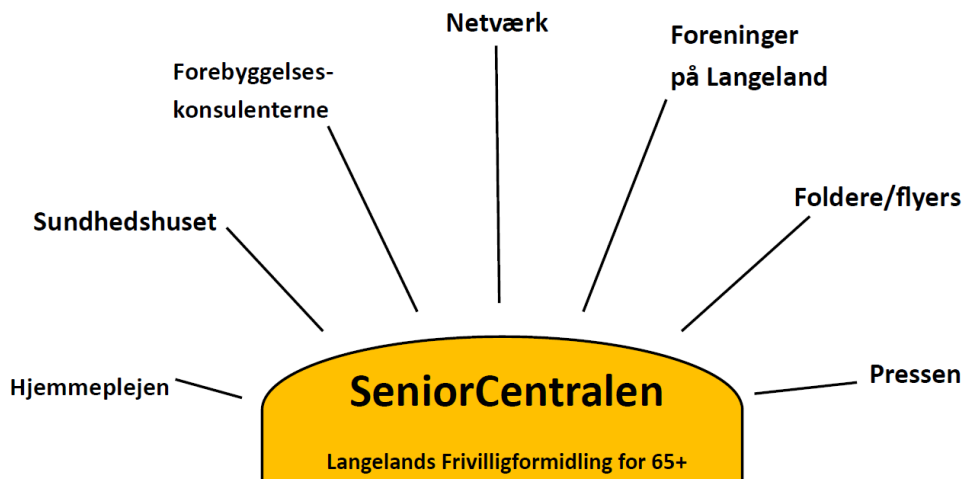 Netværk
Foreninger
på Langeland
Forebyggelses-
konsulenterne
Foldere/flyers
Sundhedshuset
Pressen
Hjemmeplejen
SeniorCentralen
Langelands Frivilligformidling for 65+